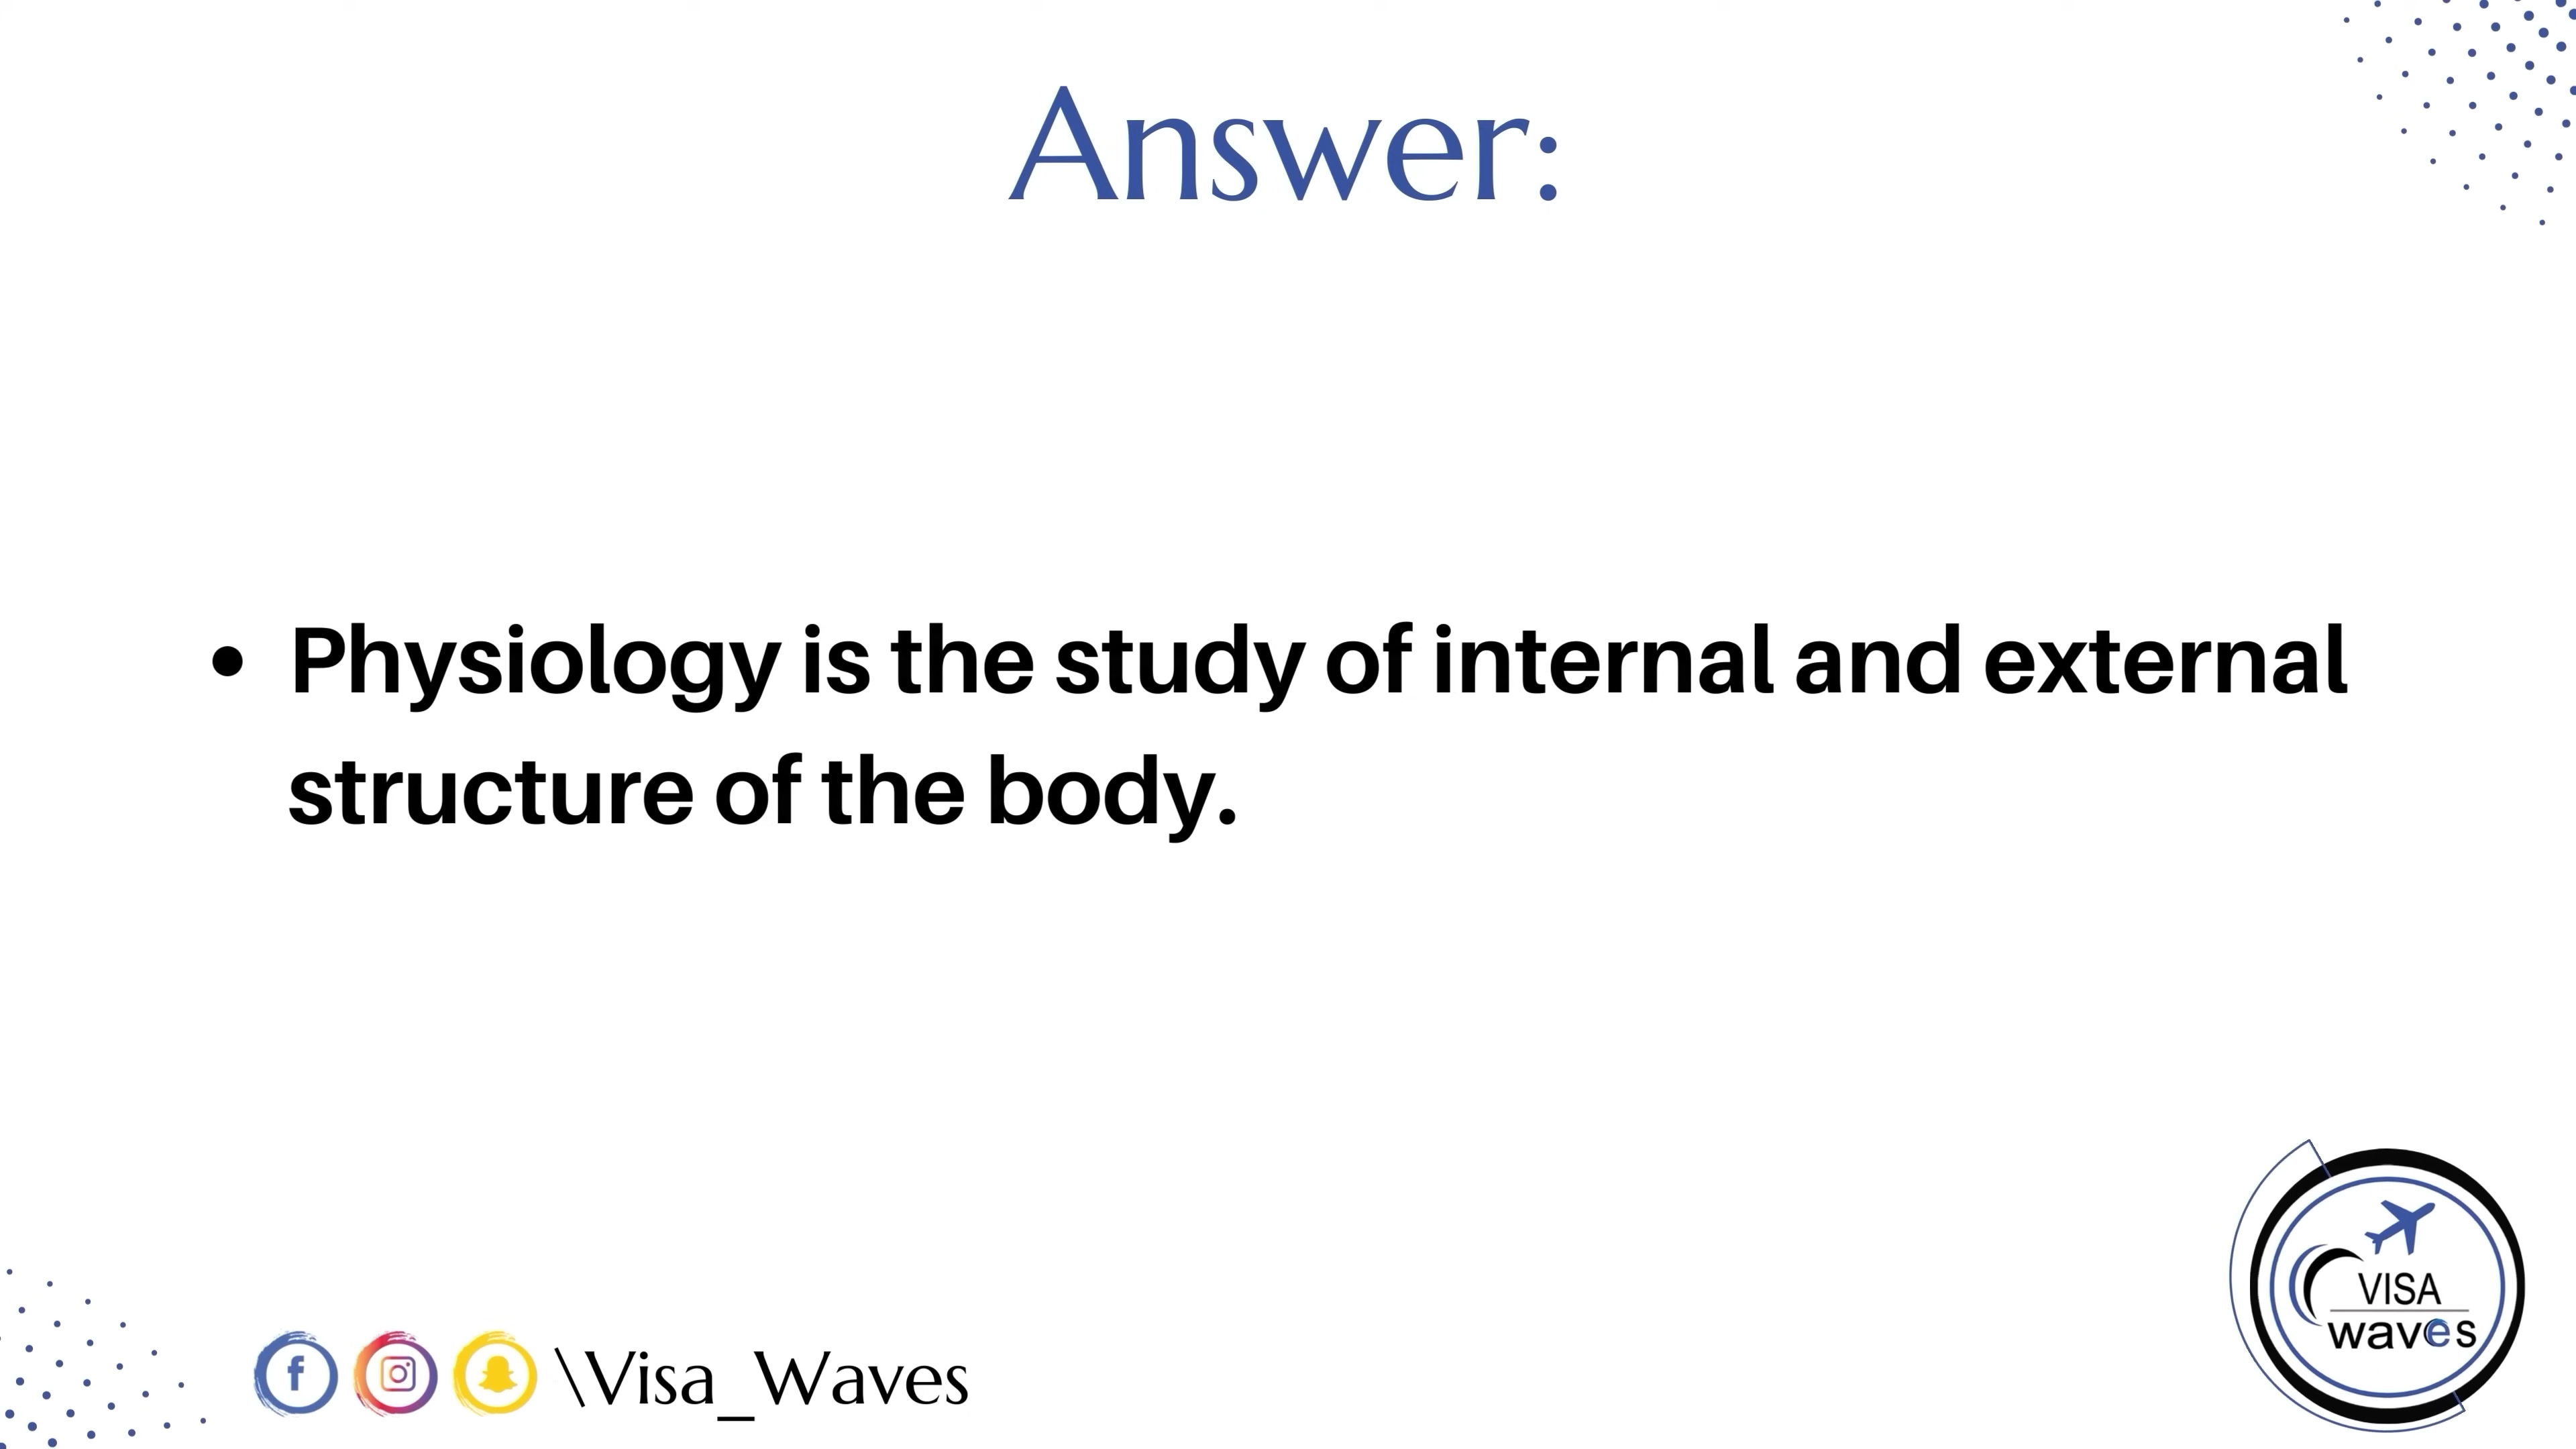 Answer:
• Physiology is the study of internal and external
structure of the body.
\Visa_Waves
VISA
waves